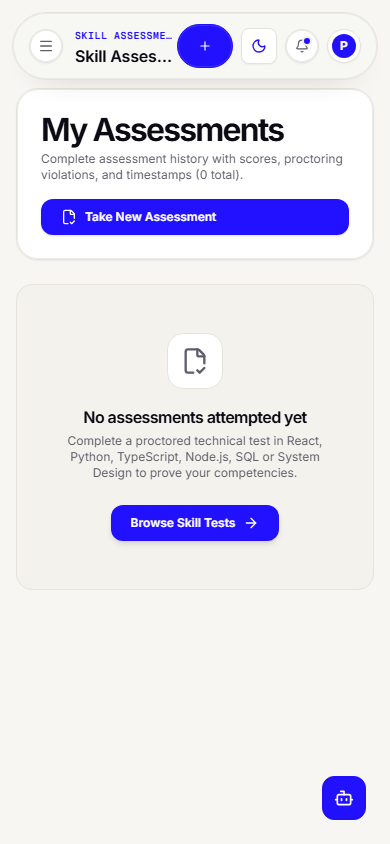 SKILL ASSESSME…
Skill Asses…
P
My Assessments
Complete assessment history with scores, proctoring
violations, and timestamps (0 total).
Take New Assessment
No assessments attempted yet
Complete a proctored technical test in React,
Python, TypeScript, Node.js, SQL or System
Design to prove your competencies.
Browse Skill Tests